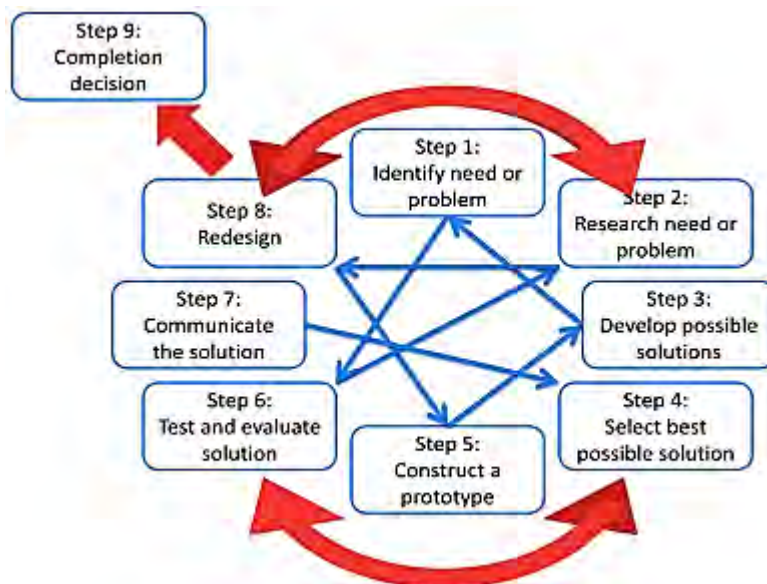 Step 9:
Completion
decision
Step 1:
Identify need or
problem
Step 8:
Redesign
Step 2:
Research need or
problem
Step 7:
Communicate
the solution
Step 3:
Develop possible
solutions
Step 6:
Test and evaluate
solution
Step 4:
Select best
possible solution
Step 5:
Construct a
prototype